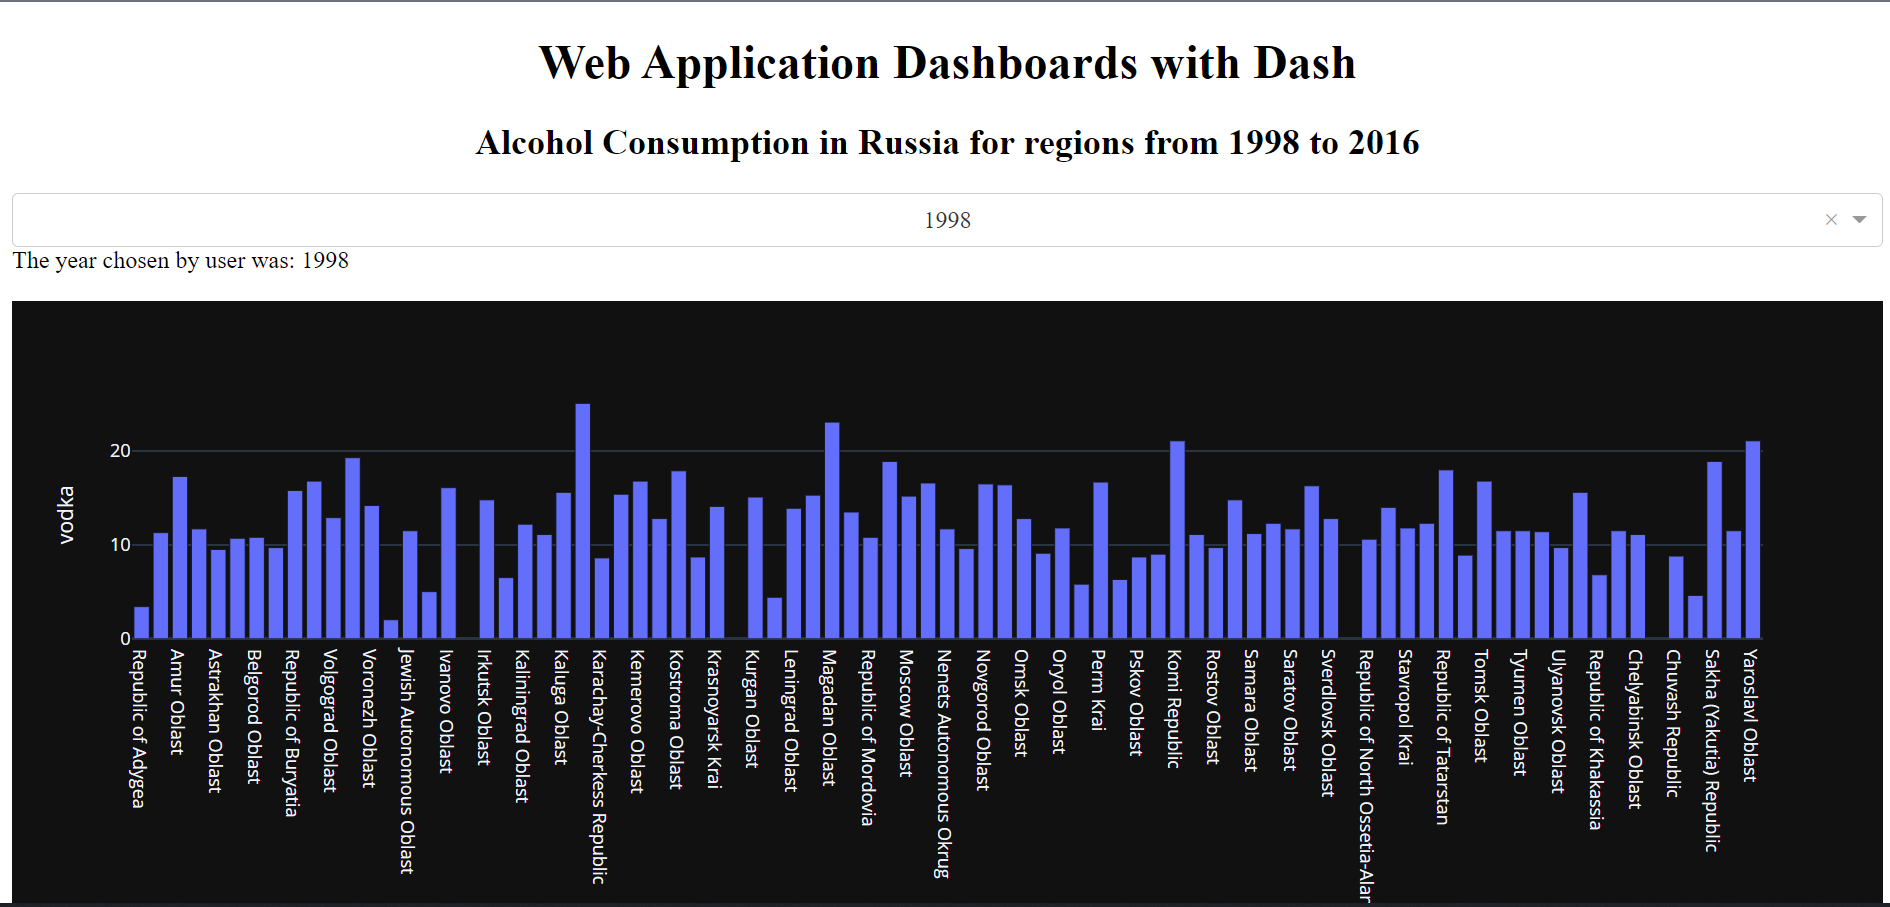 Web Application Dashboards with Dash
Alcohol Consumption in Russia for regions from 1998 to 2016
1998
The year chosen by user was: 1998
20
10
0
vodka
Republic of Adygea
Amur Oblast
Astrakhan Oblast
Belgorod Oblast
Republic of Buryatia
Volgograd Oblast
Voronezh Oblast
Jewish Autonomous Oblast
Ivanovo Oblast
Irkutsk Oblast
Kaliningrad Oblast
Kaluga Oblast
Karachay-Cherkess Republic
Kemerovo Oblast
Kostroma Oblast
Krasnoyarsk Krai
Kurgan Oblast
Leningrad Oblast
Magadan Oblast
Republic of Mordovia
Moscow Oblast
Nenets Autonomous Okrug
Novgorod Oblast
Omsk Oblast
Oryol Oblast
Perm Krai
Pskov Oblast
Komi Republic
Rostov Oblast
Samara Oblast
Saratov Oblast
Sverdlovsk Oblast
Republic of North Ossetia-Alan
Stavropol Krai
Republic of Tatarstan
Tomsk Oblast
Tyumen Oblast
Ulyanovsk Oblast
Republic of Khakassia
Chelyabinsk Oblast
Chuvash Republic
Sakha (Yakutia) Republic
Yaroslavl Oblast